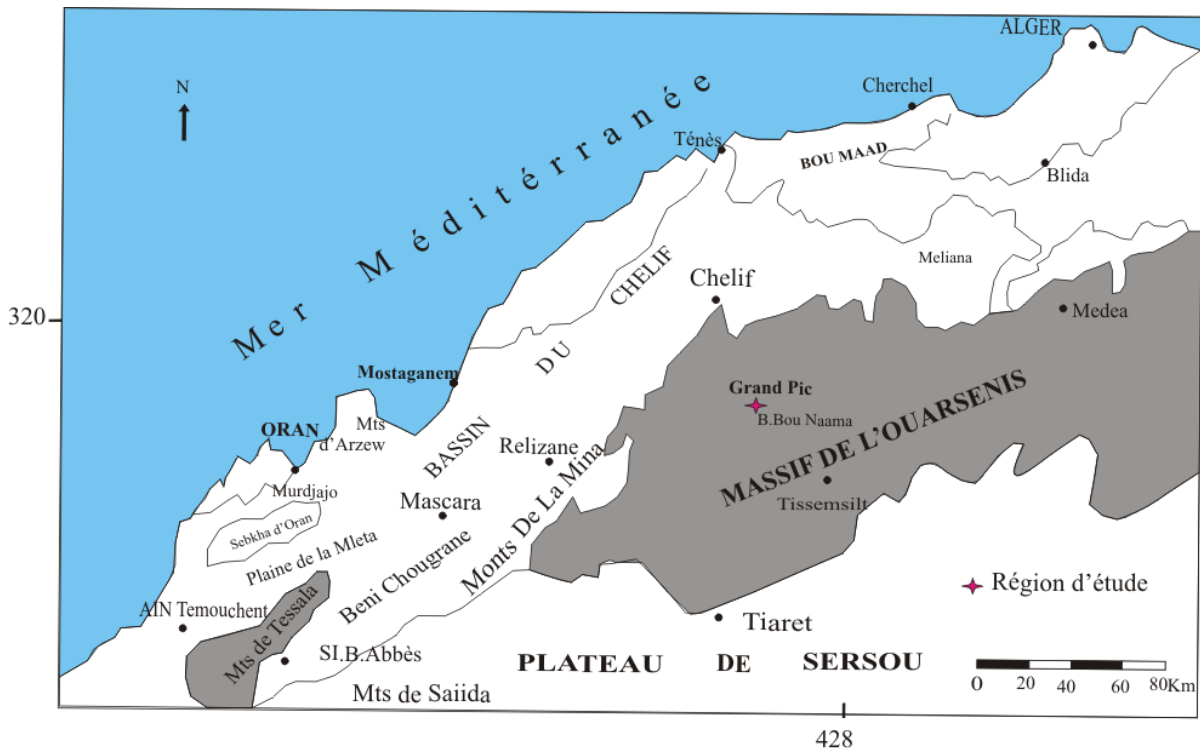 ALGER
N
Cherchel
Mer Méditérranée
Ténès
BOU MAAD
Blida
Meliana
CHELIF
Chelif
320
Medea
DU
Mostaganem
Grand Pic
B.Bou Naama
MASSIF DE L’OUARSENIS
ORAN
Mts
d’Arzew
BASSIN
Relizane
Murdjajo
Mascara
Monts De La Mina
Tissemsilt
Sebkha d’Oran
Plaine de la Mleta
Beni Chougrane
Région d’étude
AIN Temouchent
Mts de Tessala
Tiaret
SI.B.Abbès
PLATEAU DE SERSOU
Mts de Saiida
0 20 40 60 80Km
428